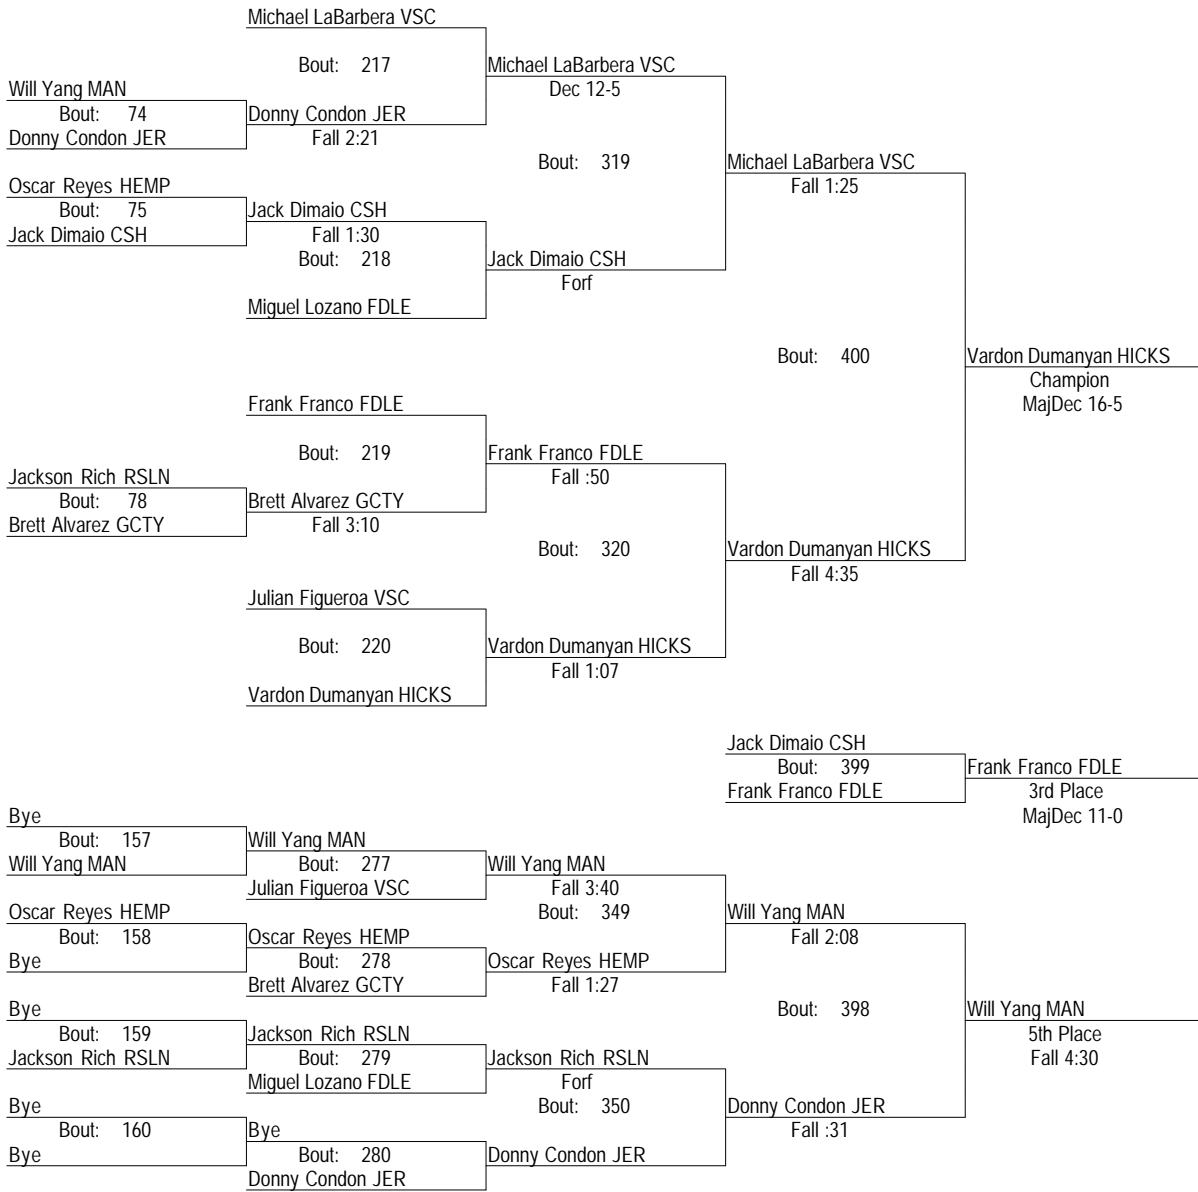 Michael LaBarbera VSC
Bout: 217
Michael LaBarbera VSC
Will Yang MAN
Dec 12-5
Bout: 74
Donny Condon JER
Donny Condon JER
Fall 2:21
Bout: 319
Michael LaBarbera VSC
Oscar Reyes HEMP
Fall 1:25
Bout: 75
Jack Dimaio CSH
Jack Dimaio CSH
Fall 1:30
Bout: 218
Jack Dimaio CSH
Forf
Miguel Lozano FDLE
Bout: 400
Vardon Dumanyan HICKS
Champion
MajDec 16-5
Frank Franco FDLE
Bout: 219
Frank Franco FDLE
Jackson Rich RSLN
Fall :50
Bout: 78
Brett Alvarez GCTY
Brett Alvarez GCTY
Fall 3:10
Bout: 320
Vardon Dumanyan HICKS
Fall 4:35
Julian Figueroa VSC
Bout: 220
Vardon Dumanyan HICKS
Fall 1:07
Vardon Dumanyan HICKS
Jack Dimaio CSH
Bout: 399
Frank Franco FDLE
Frank Franco FDLE
3rd Place
MajDec 11-0
Bye
Bout: 157
Will Yang MAN
Will Yang MAN
Bout: 277
Will Yang MAN
Julian Figueroa VSC
Fall 3:40
Oscar Reyes HEMP
Bout: 349
Will Yang MAN
Bout: 158
Oscar Reyes HEMP
Fall 2:08
Bye
Bout: 278
Oscar Reyes HEMP
Brett Alvarez GCTY
Fall 1:27
Bye
Bout: 398
Will Yang MAN
Bout: 159
Jackson Rich RSLN
5th Place
Jackson Rich RSLN
Bout: 279
Jackson Rich RSLN
Fall 4:30
Miguel Lozano FDLE
Forf
Bye
Bout: 350
Donny Condon JER
Bout: 160
Bye
Fall :31
Bye
Bout: 280
Donny Condon JER
Donny Condon JER